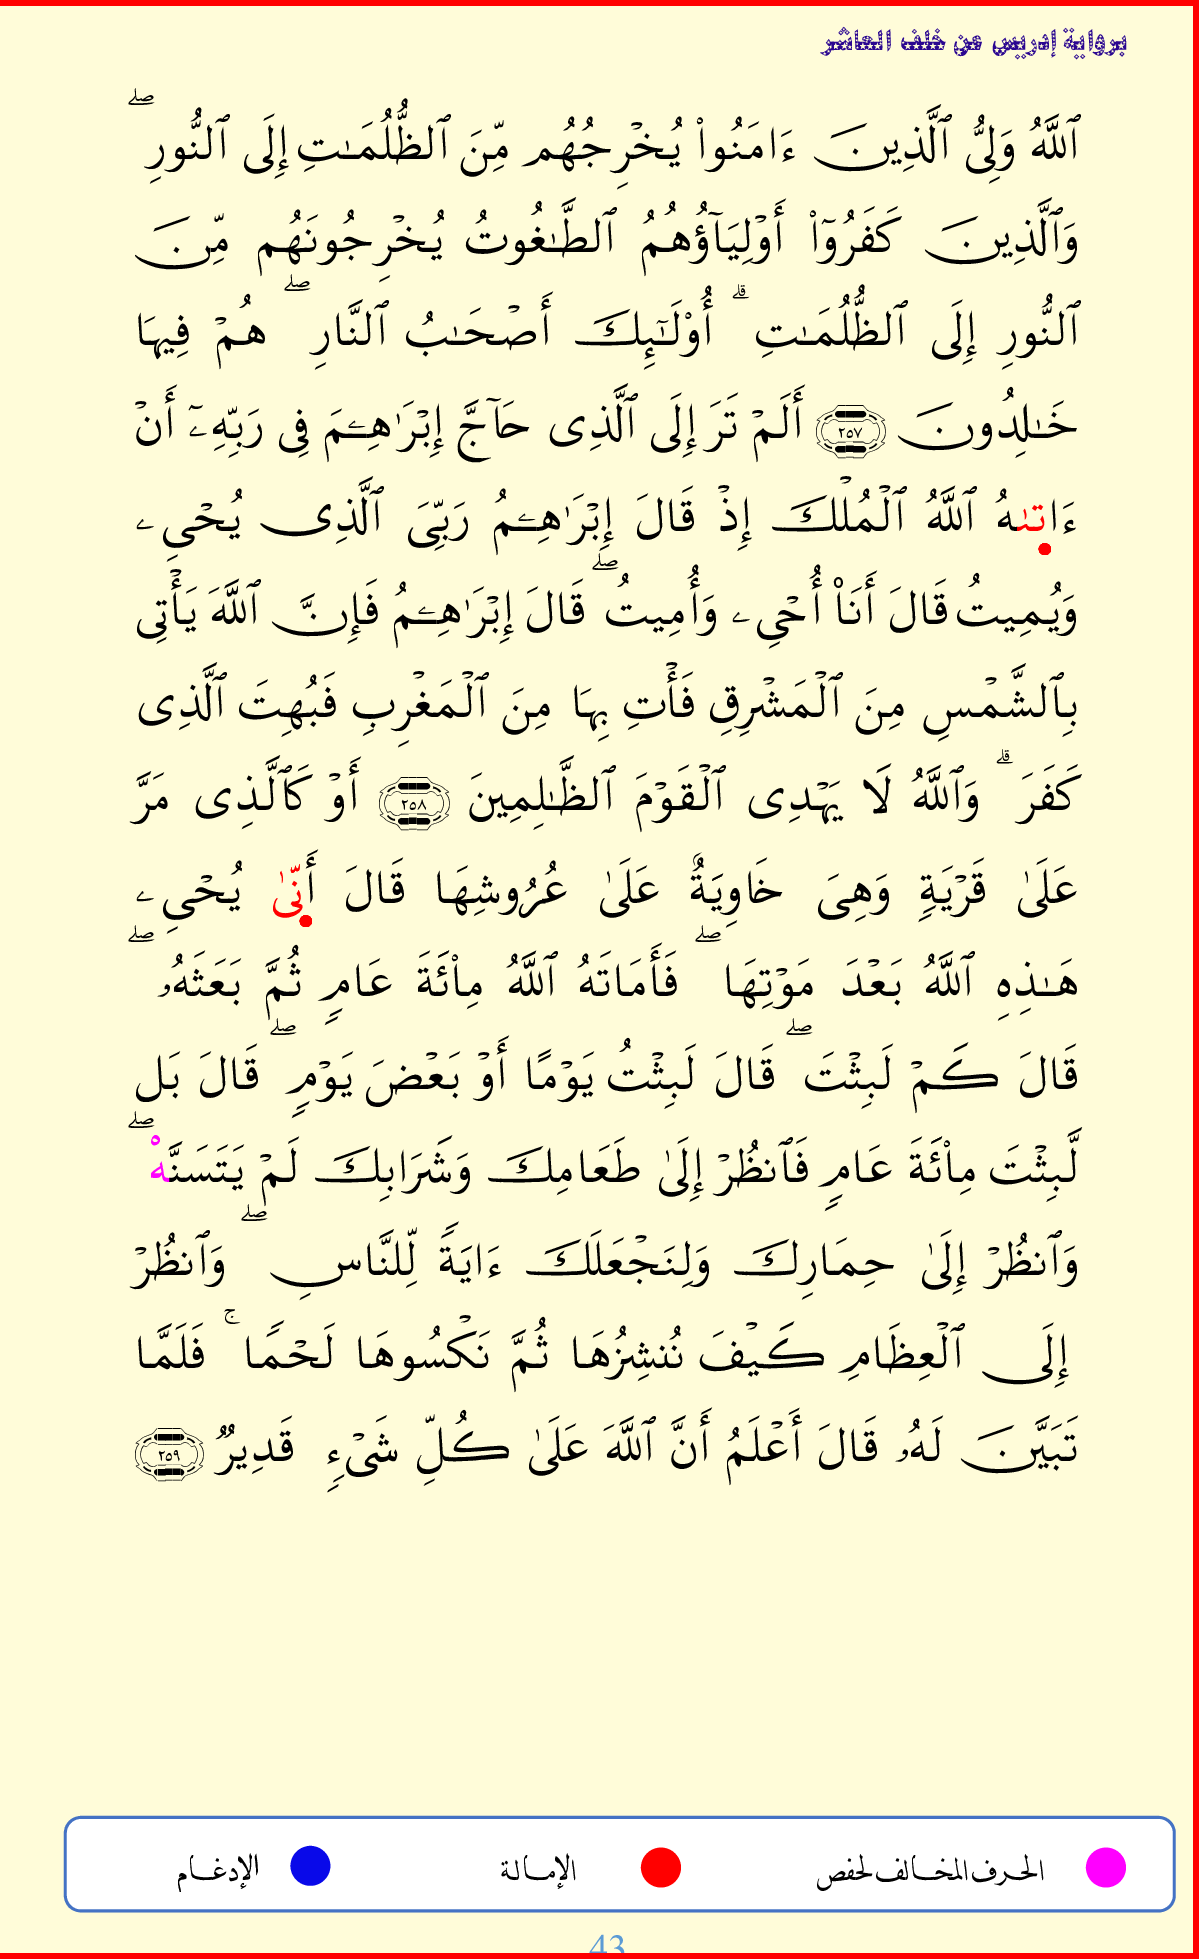 برواية إدريس عن خلف العاشر
ٱللَّهُ وَلِىُّ ٱلَّذِينَ ءَامَنُوا۟ يُخْرِجُهُم مِّنَ ٱلظُّلُمَـٰتِ إِلَى ٱلنُّورِ ۖ
وَٱلَّذِينَ كَفَرُوٓا۟ أَوْلِيَآؤُهُمُ ٱلطَّـٰغُوتُ يُخْرِجُونَهُم مِّنَ
ٱلنُّورِ إِلَى ٱلظُّلُمَـٰتِ ۗ أُو۟لَـٰٓئِكَ أَصْحَـٰبُ ٱلنَّارِ ۖ هُمْ فِيهَا
خَـٰلِدُونَ ٢٥٧ أَلَمْ تَرَ إِلَى ٱلَّذِى حَآجَّ إِبْرَٰهِـۧمَ فِى رَبِّهِۦٓ أَنْ
ءَاتىٰهُ ٱللَّهُ ٱلْمُلْكَ إِذْ قَالَ إِبْرَٰهِـۧمُ رَبِّىَ ٱلَّذِى يُحْىِۦ
وَيُمِيتُ قَالَ أَنَا۠ أُحْىِۦ وَأُمِيتُ ۖ قَالَ إِبْرَٰهِـۧمُ فَإِنَّ ٱللَّهَ يَأْتِى
بِٱلشَّمْسِ مِنَ ٱلْمَشْرِقِ فَأْتِ بِهَا مِنَ ٱلْمَغْرِبِ فَبُهِتَ ٱلَّذِى
كَفَرَ ۗ وَٱللَّهُ لَا يَهْدِى ٱلْقَوْمَ ٱلظَّـٰلِمِينَ ٢٥٨ أَوْ كَٱلَّذِى مَرَّ
عَلَىٰ قَرْيَةٍ وَهِىَ خَاوِيَةٌ عَلَىٰ عُرُوشِهَا قَالَ أَنِّىٰ يُحْىِۦ
هَـٰذِهِ ٱللَّهُ بَعْدَ مَوْتِهَا ۖ فَأَمَاتَهُ ٱللَّهُ مِا۟ئَةَ عَامٍ ثُمَّ بَعَثَهُۥ ۖ
قَالَ كَمْ لَبِثْتَ ۖ قَالَ لَبِثْتُ يَوْمًا أَوْ بَعْضَ يَوْمٍ ۖ قَالَ بَل
لَّبِثْتَ مِا۟ئَةَ عَامٍ فَٱنظُرْ إِلَىٰ طَعَامِكَ وَشَرَابِكَ لَمْ يَتَسَنَّهْ ۖ
وَٱنظُرْ إِلَىٰ حِمَارِكَ وَلِنَجْعَلَكَ ءَايَةً لِّلنَّاسِ ۖ وَٱنظُرْ
إِلَى ٱلْعِظَامِ كَيْفَ نُنشِزُهَا ثُمَّ نَكْسُوهَا لَحْمًا ۚ فَلَمَّا
تَبَيَّنَ لَهُۥ قَالَ أَعْلَمُ أَنَّ ٱللَّهَ عَلَىٰ كُلِّ شَىْءٍ قَدِيرٌ ٢٥٩
الحرف المخالف لحفص الإمالة الإدغام
43